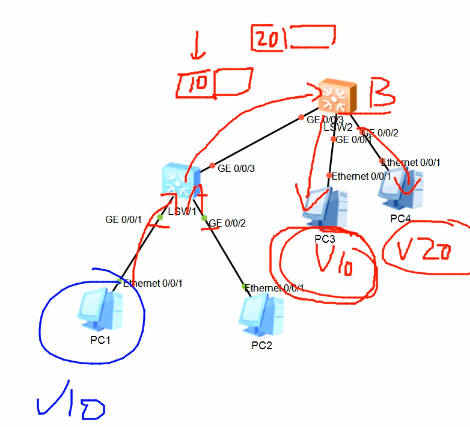 20
10
B
GE 0/0/3
LSW2
GE 0/0/2
GE 0/0/1
Ethernet 0/0/1
GE 0/0/3
Ethernet 0/0/1
LSW1
PC4
GE 0/0/1
GE 0/0/2
PC3
V10
V20
Ethernet 0/0/1
Ethernet 0/0/1
PC1
PC2
V10